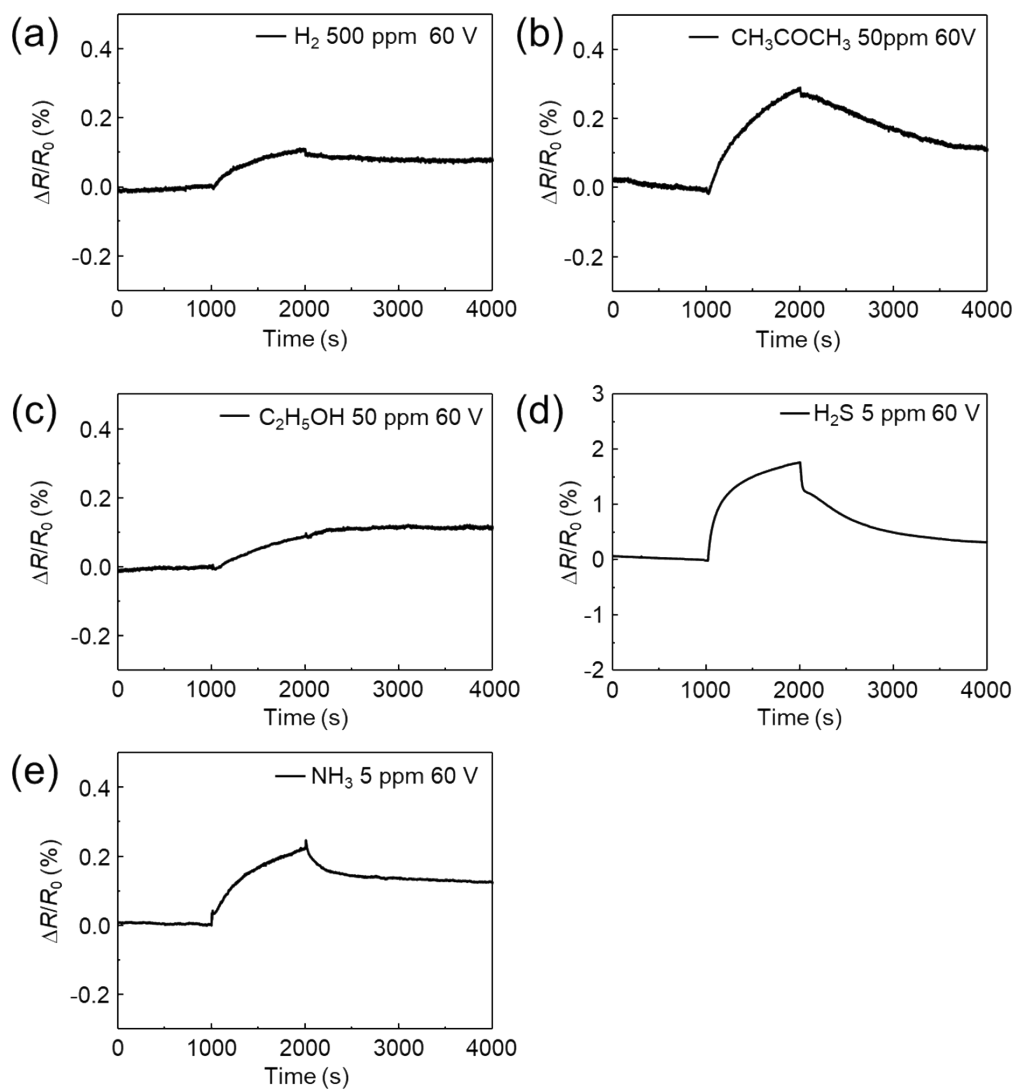 (a)
H₂ 500 ppm 60 V
0.4
0.2
0.0
-0.2
ΔR/R₀ (%)
0 1000 2000 3000 4000
Time (s)
(b)
CH₃COCH₃ 50ppm 60V
0.4
0.2
0.0
-0.2
ΔR/R₀ (%)
0 1000 2000 3000 4000
Time (s)
(c)
C₂H₅OH 50 ppm 60 V
0.4
0.2
0.0
-0.2
ΔR/R₀ (%)
0 1000 2000 3000 4000
Time (s)
(d)
H₂S 5 ppm 60 V
3
2
1
0
-1
-2
ΔR/R₀ (%)
0 1000 2000 3000 4000
Time (s)
(e)
NH₃ 5 ppm 60 V
0.4
0.2
0.0
-0.2
ΔR/R₀ (%)
0 1000 2000 3000 4000
Time (s)